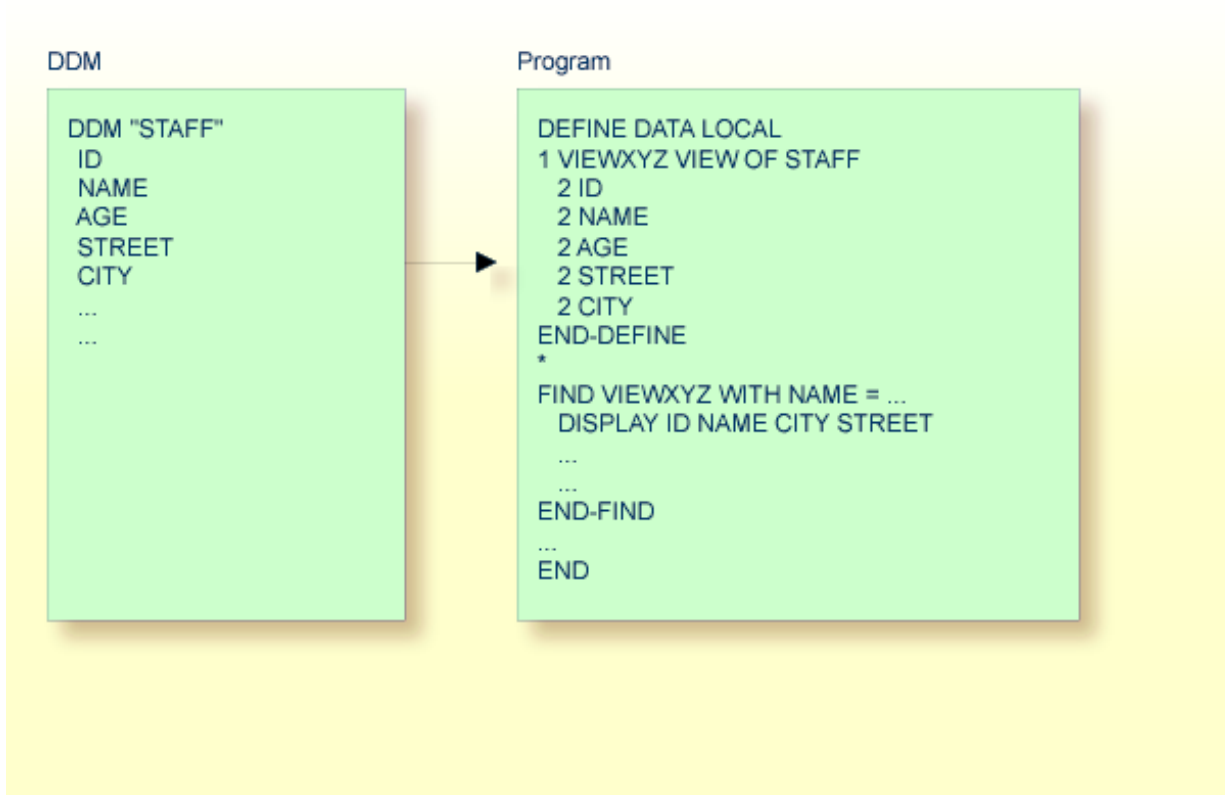 DDM
DDM "STAFF"
ID
NAME
AGE
STREET
CITY
...
...
Program
DEFINE DATA LOCAL
1 VIEWXYZ VIEW OF STAFF
2 ID
2 NAME
2 AGE
2 STREET
2 CITY
END-DEFINE
*
FIND VIEWXYZ WITH NAME = ...
DISPLAY ID NAME CITY STREET
...
...
END-FIND
...
END